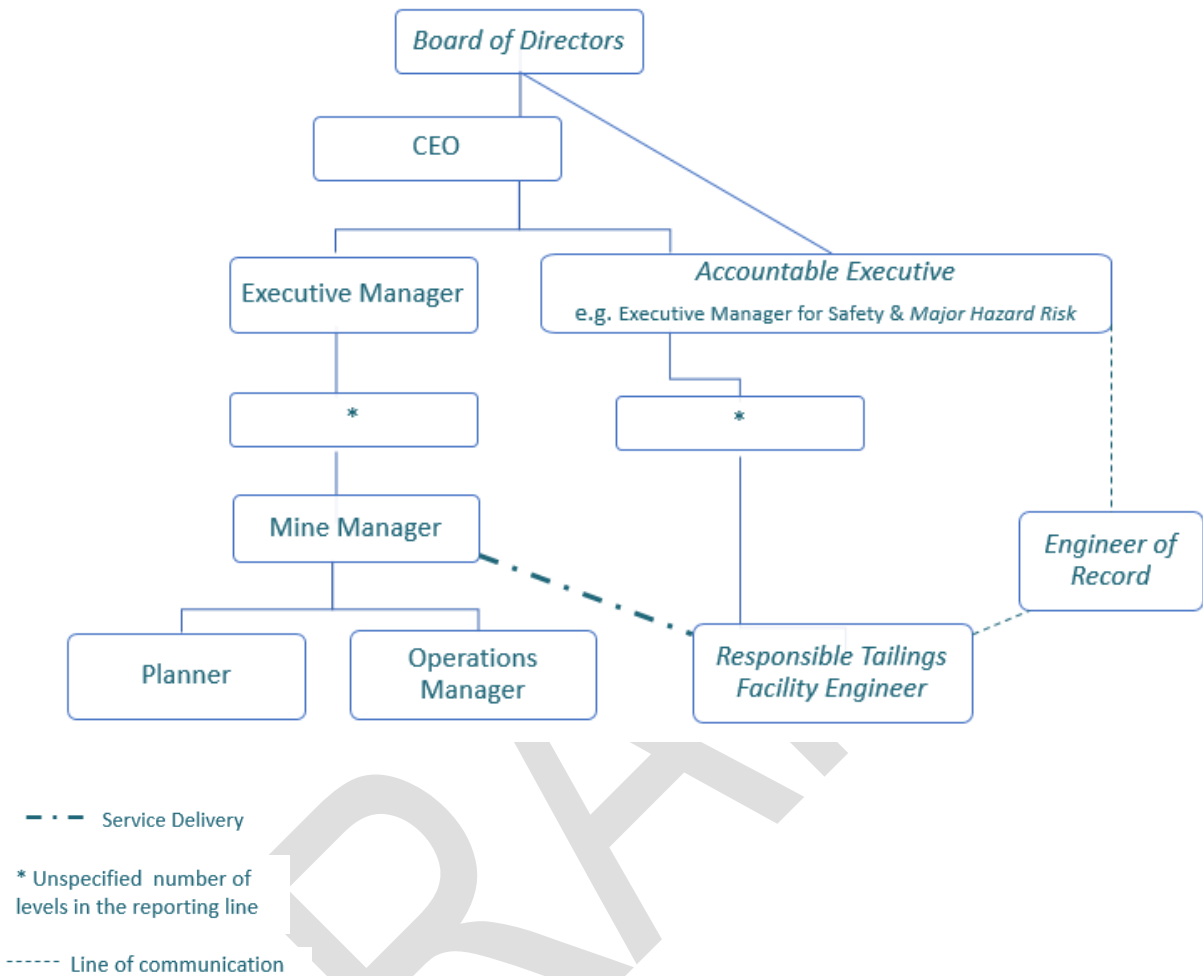 Board of Directors
CEO
Executive Manager
Accountable Executive
e.g. Executive Manager for Safety & Major Hazard Risk
*
*
Mine Manager
Engineer of
Record
Planner
Operations
Manager
Responsible Tailings
Facility Engineer
Service Delivery
* Unspecified number of
levels in the reporting line
Line of communication